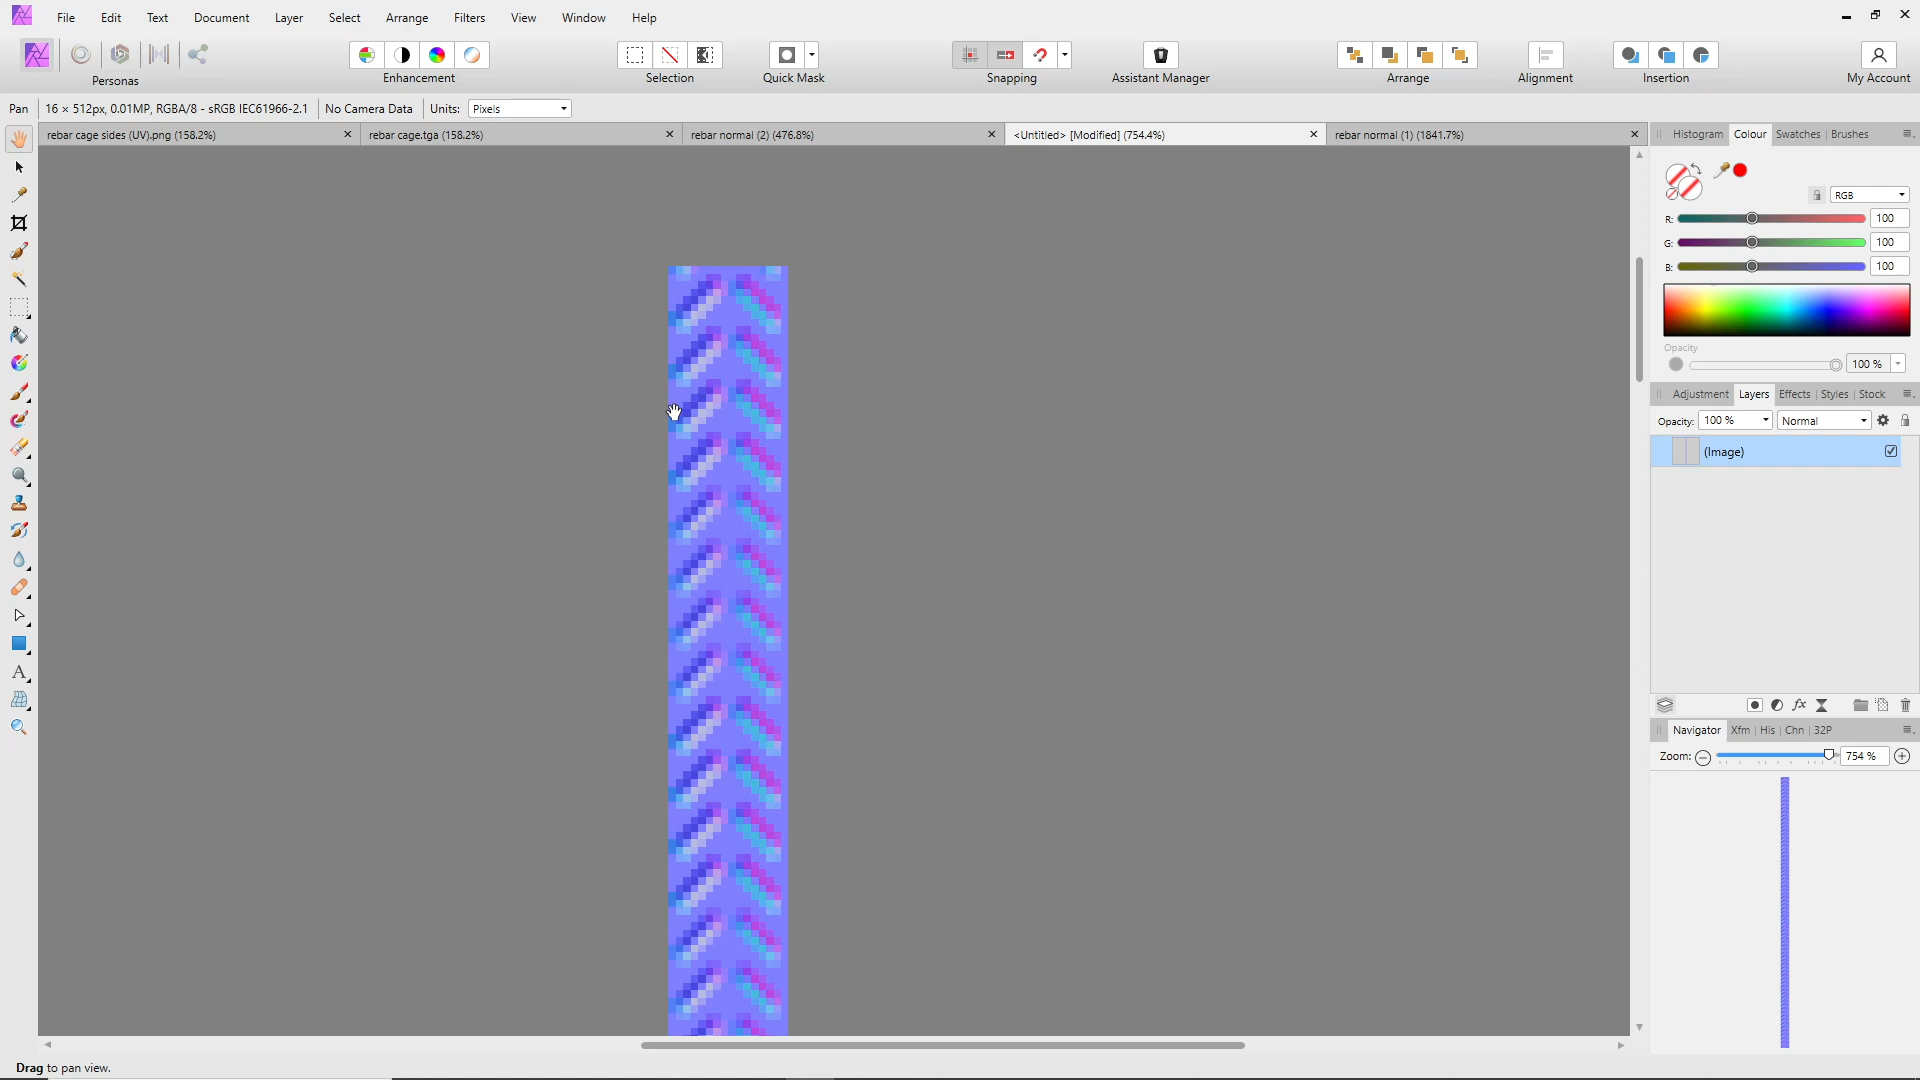 File Edit Text Document Layer Select Arrange Filters View Window Help
Personas Enhancement Selection Quick Mask Snapping Assistant Manager Arrange Alignment Insertion My Account
Pan 16 × 512px, 0.01MP, RGBA/8 - sRGB IEC61966-2.1 No Camera Data Units: Pixels
rebar cage sides (UV).png (158.2%) rebar cage.tga (158.2%) rebar normal (2) (476.8%) <Untitled> [Modified] (754.4%) rebar normal (1) (1841.7%)
Histogram Colour Swatches Brushes
RGB
R: 100
G: 100
B: 100
Opacity
100 %
Adjustment Layers Effects Styles Stock
Opacity: 100 % Normal
(Image)
fx
Navigator Xfm His Chn 32P
Zoom: 754 %
A
Drag to pan view.